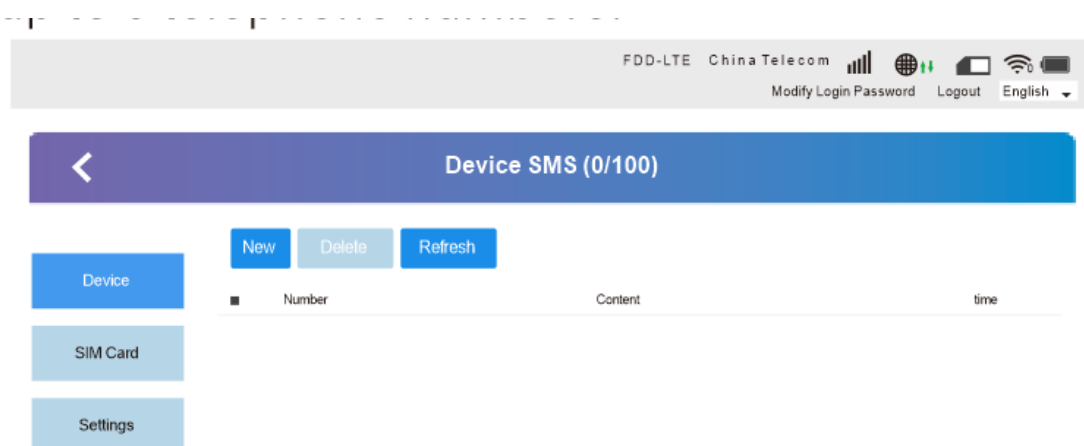 FDD-LTE China Telecom
Modify Login Password Logout English
Device SMS (0/100)
New Delete Refresh
Device
Number Content time
SIM Card
Settings